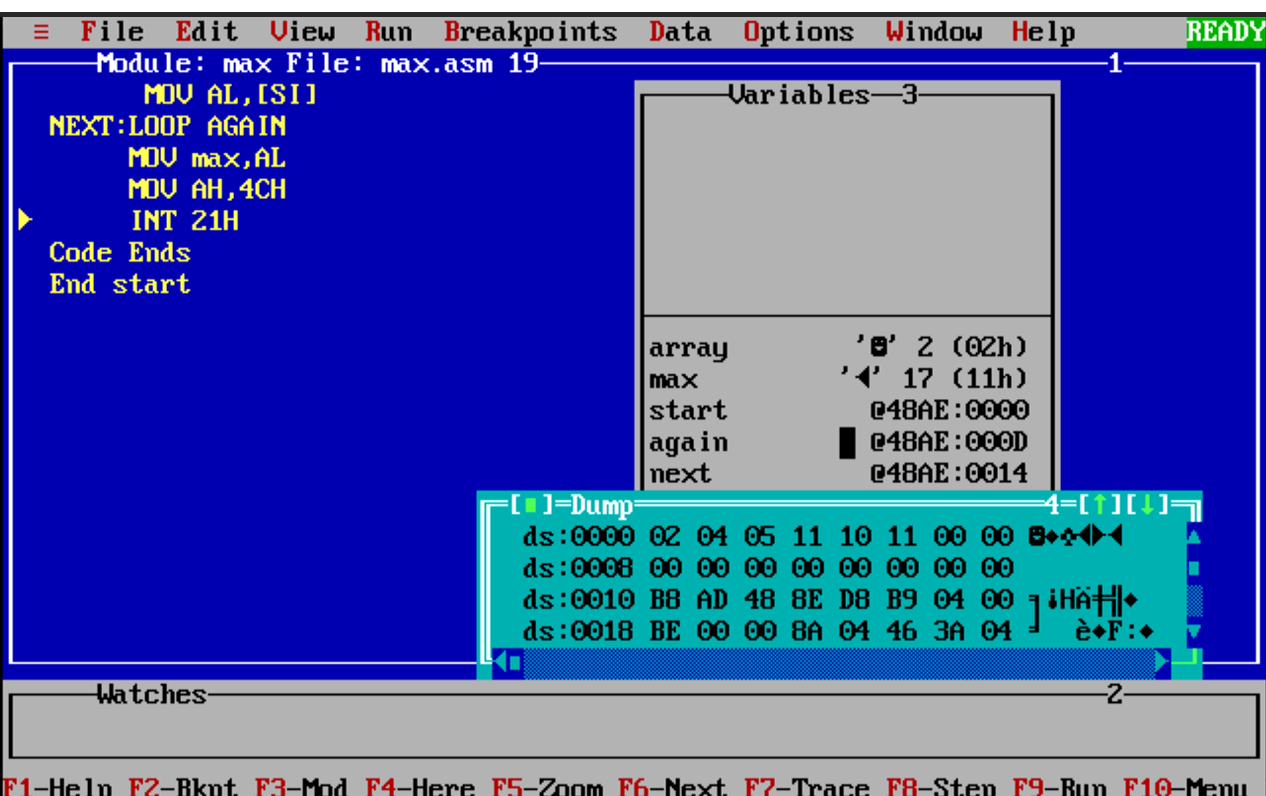 ≡ File Edit View Run Breakpoints Data Options Window Help READY
Module: max File: max.asm 19 1
MOV AL,[SI]
NEXT:LOOP AGAIN
MOV max,AL
MOV AH,4CH
INT 21H
Code Ends
End start
Variables 3
array '☻' 2 (02h)
max '◄' 17 (11h)
start @48AE:0000
again @48AE:000D
next @48AE:0014
[■]=Dump 4=[↑][↓]
ds:0000 02 04 05 11 10 11 00 00 ☻♦♣◄►◄
ds:0008 00 00 00 00 00 00 00 00
ds:0010 B8 AD 48 8E D8 B9 04 00 ╕¡HÄ╪╣♦
ds:0018 BE 00 00 8A 04 46 3A 04 ╛ è♦F:♦
Watches 2
F1-Help F2-Bkpt F3-Mod F4-Here F5-Zoom F6-Next F7-Trace F8-Step F9-Run F10-Menu